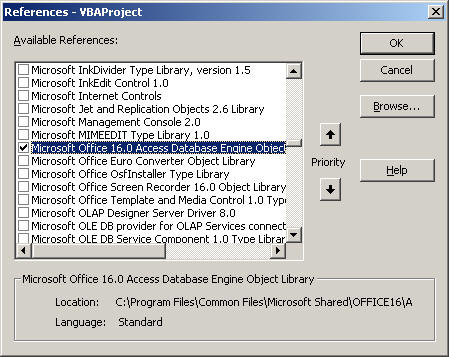 References - VBAProject
Available References:
OK
Microsoft InkDivider Type Library, version 1.5
Microsoft InkEdit Control 1.0
Cancel
Microsoft Internet Controls
Microsoft Jet and Replication Objects 2.6 Library
Microsoft Management Console 2.0
Browse...
Microsoft MIMEEDIT Type Library 1.0
Microsoft Office 16.0 Access Database Engine Object
Microsoft Office Euro Converter Object Library
Priority
Microsoft Office OsfInstaller Type Library
Help
Microsoft Office Screen Recorder 16.0 Object Library
Microsoft Office Template and Media Control 1.0 Type
Microsoft OLAP Designer Server Driver 8.0
Microsoft OLE DB provider for OLAP Services connect
Microsoft OLE DB Service Component 1.0 Type Library
Microsoft Office 16.0 Access Database Engine Object Library
Location: C:\Program Files\Common Files\Microsoft Shared\OFFICE16\A
Language: Standard